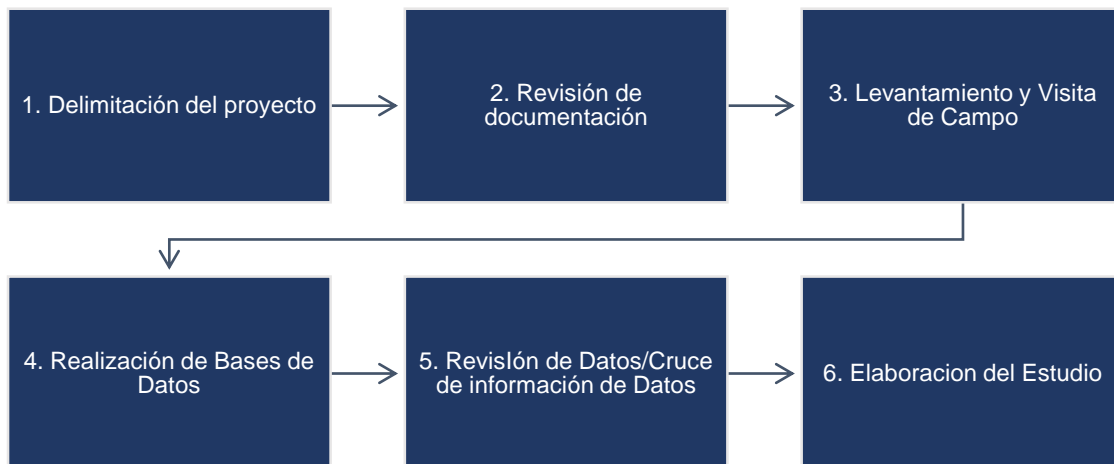 1. Delimitación del proyecto
2. Revisión de
documentación
3. Levantamiento y Visita
de Campo
4. Realización de Bases de
Datos
5. RevisIón de Datos/Cruce
de información de Datos
6. Elaboracion del Estudio